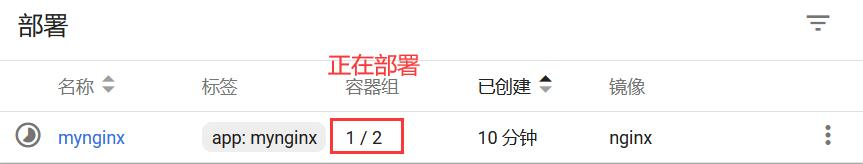 部署
正在部署
名称 标签 容器组 已创建 镜像
mynginx app: mynginx 1 / 2 10 分钟 nginx